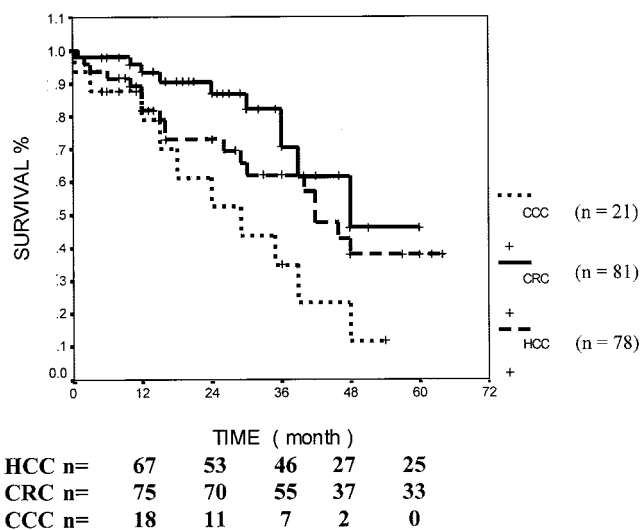 SURVIVAL %
1.1
1.0
.9
.8
.7
.6
.5
.4
.3
.2
.1
0.0
0 12 24 36 48 60 72
TIME ( month )
CCC (n = 21)
+
CRC (n = 81)
+
HCC (n = 78)
+
HCC n= 67 53 46 27 25
CRC n= 75 70 55 37 33
CCC n= 18 11 7 2 0